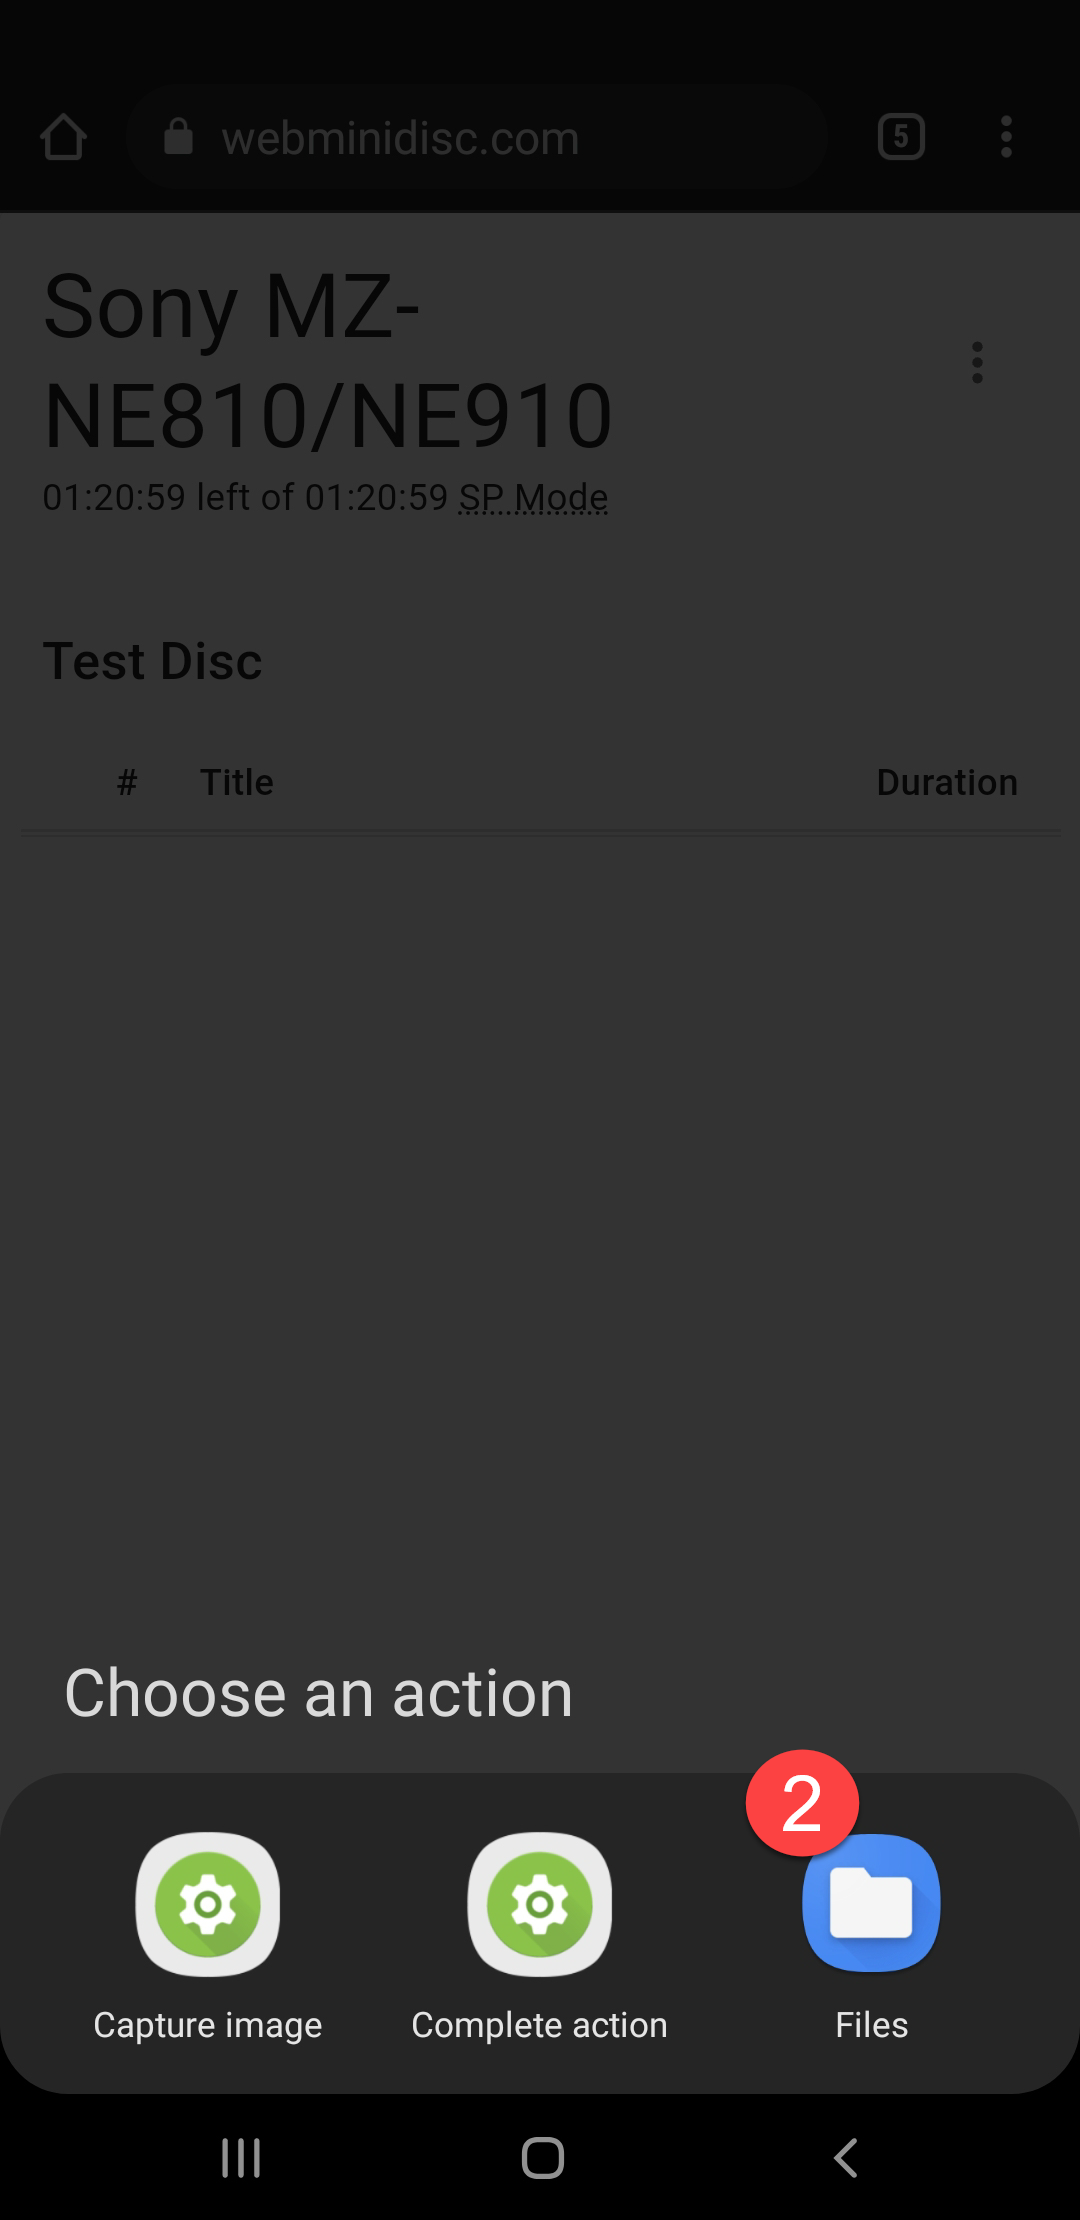 webminidisc.com
5
Sony MZ-
NE810/NE910
01:20:59 left of 01:20:59 SP Mode
Test Disc
# Title Duration
Choose an action
2
Capture image Complete action Files